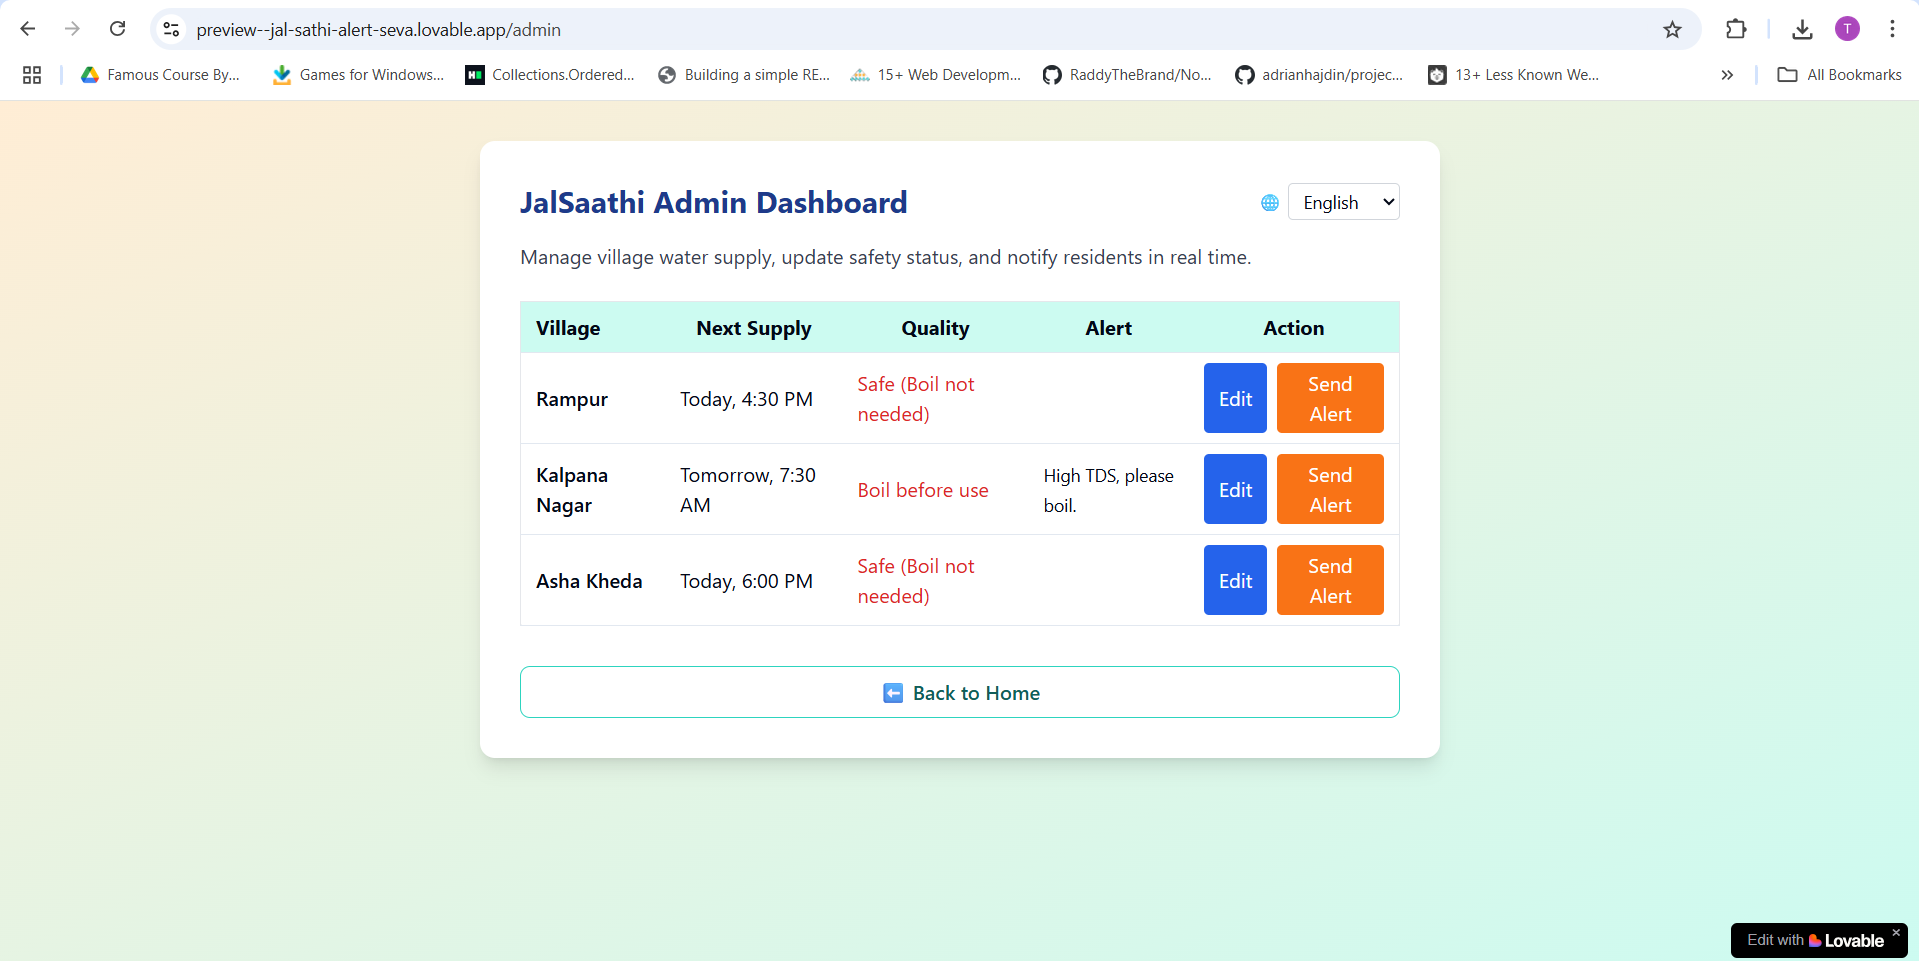 preview--jal-sathi-alert-seva.lovable.app/admin
T
Famous Course By... Games for Windows... Collections.Ordered... Building a simple RE... 15+ Web Developm... RaddyTheBrand/No... adrianhajdin/projec... 13+ Less Known We... » All Bookmarks
JalSaathi Admin Dashboard
English
Manage village water supply, update safety status, and notify residents in real time.
Village Next Supply Quality Alert Action
Rampur Today, 4:30 PM Safe (Boil not needed) Edit Send Alert
Kalpana Nagar Tomorrow, 7:30 AM Boil before use High TDS, please boil. Edit Send Alert
Asha Kheda Today, 6:00 PM Safe (Boil not needed) Edit Send Alert
Back to Home
Edit with Lovable ×